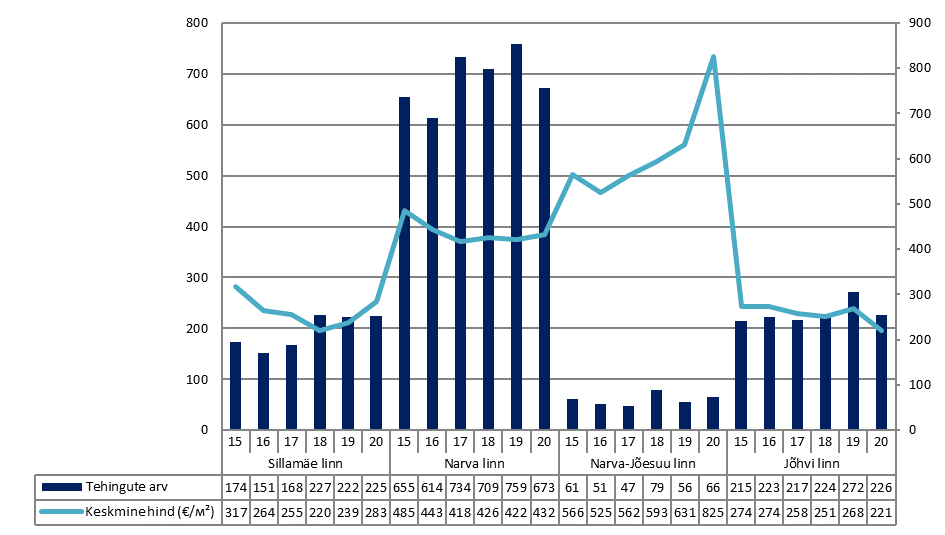 800 900
700 800
600 700
500 600
400 500
300 400
200 300
100 200
0 100
0
15 16 17 18 19 20 15 16 17 18 19 20 15 16 17 18 19 20 15 16 17 18 19 20
Sillamäe linn Narva linn Narva-Jõesuu linn Jõhvi linn
Tehingute arv 174 151 168 227 222 225 655 614 734 709 759 673 61 51 47 79 56 66 215 223 217 224 272 226
Keskmine hind (€/м²) 317 264 255 220 239 283 485 443 418 426 422 432 566 525 562 593 631 825 274 274 258 251 268 221